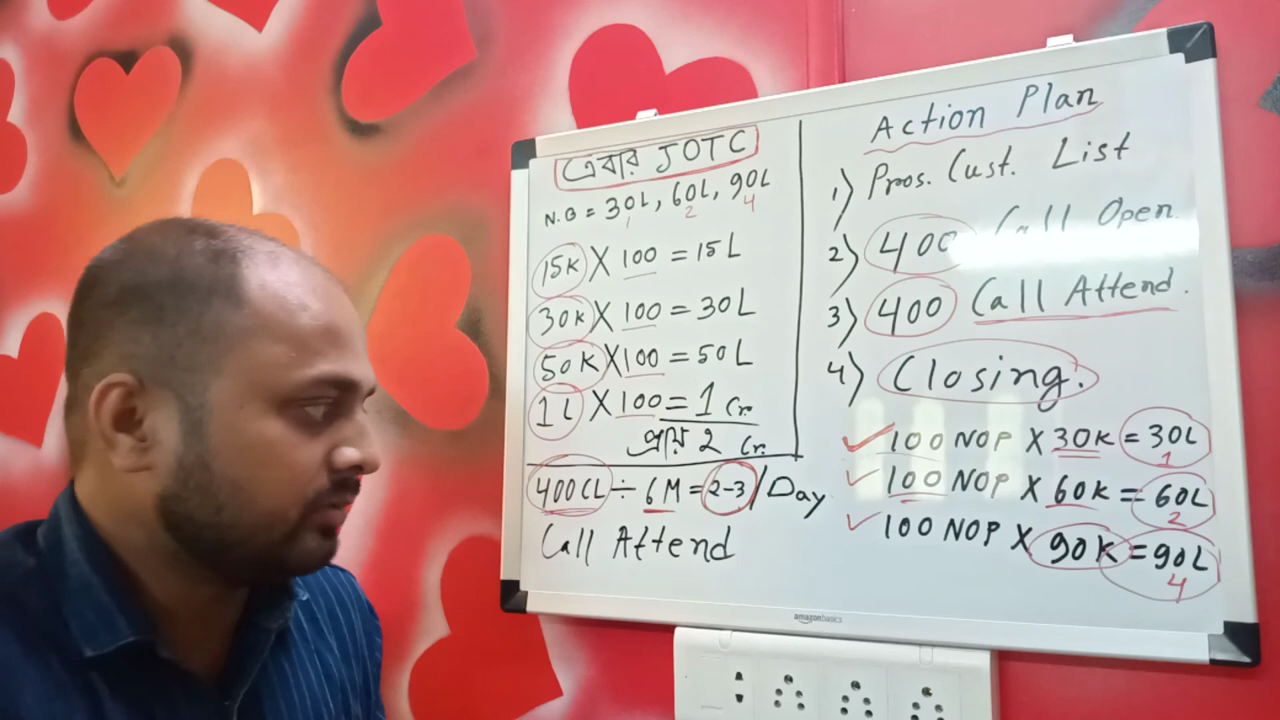 এবার JOTC
N.B = 30L, 60L, 90L
1 2 4
15K X 100 = 15L
30K X 100 = 30L
50K X 100 = 50L
1L X 100 = 1 Cr
প্রায় 2 Cr.
400CL ÷ 6M = 2-3/Day
Call Attend
Action Plan
1) Pros. Cust. List
2) 400 Call Open.
3) 400 Call Attend.
4) Closing.
100 NOP X 30K = 30L
1
100 NOP X 60K = 60L
2
100 NOP X 90K = 90L
4
amazonbasics